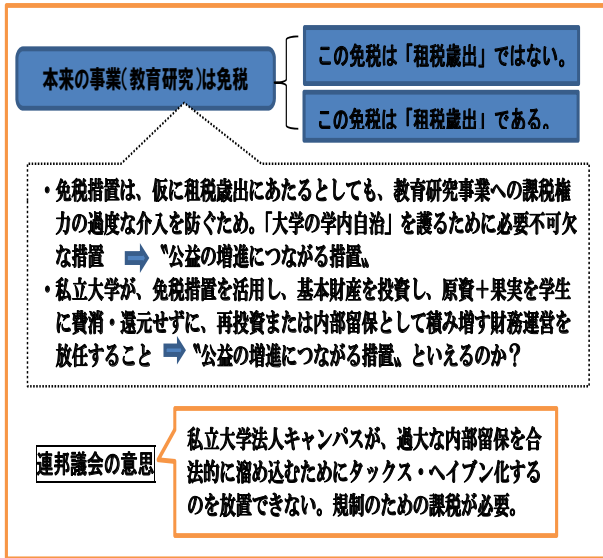 本来の事業(教育研究)は免税
この免税は「租税歳出」ではない。
この免税は「租税歳出」である。
・免税措置は、仮に租税歳出にあたるとしても、教育研究事業への課税権
力の過度な介入を防ぐため。「大学の学内自治」を護るために必要不可欠
な措置 ➡ 〝公益の増進につながる措置〟
・私立大学が、免税措置を活用し、基本財産を投資し、原資+果実を学生
に費消・還元せずに、再投資または内部留保として積み増す財務運営を
放任すること ➡ 〝公益の増進につながる措置〟といえるのか?
連邦議会の意思
私立大学法人キャンパスが、過大な内部留保を合
法的に溜め込むためにタックス・ヘイブン化する
のを放置できない。規制のための課税が必要。